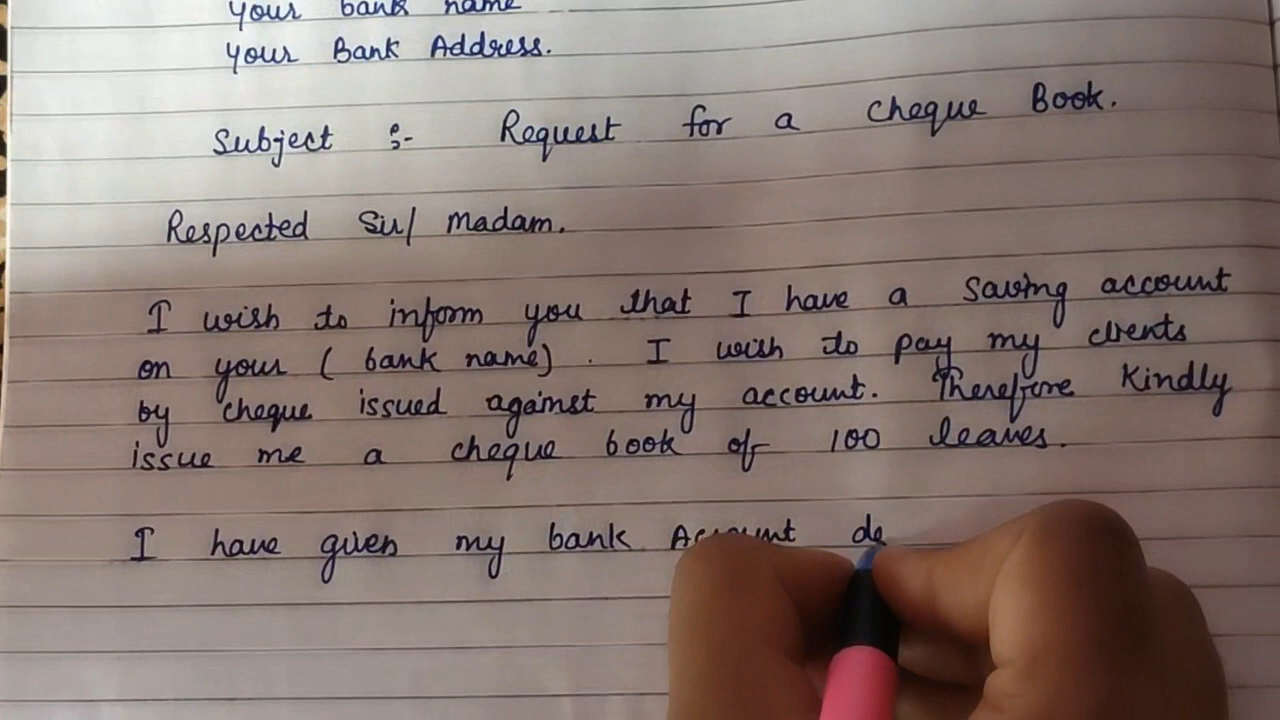 Your bank name
Your Bank Address.
Subject :- Request for a Cheque Book.
Respected Sir/ Madam.
I wish to inform you that I have a saving account
on your ( bank name) . I wish to pay my clients
by cheque issued against my account. Therefore Kindly
issue me a cheque book of 100 leaves.
I have given my bank Account de